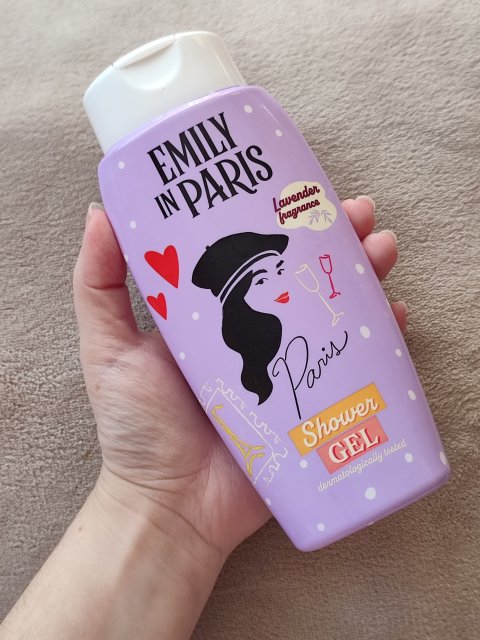 EMILY
IN PARIS
Lavender
fragrance
Paris
Shower
GEL
dermatologically tested